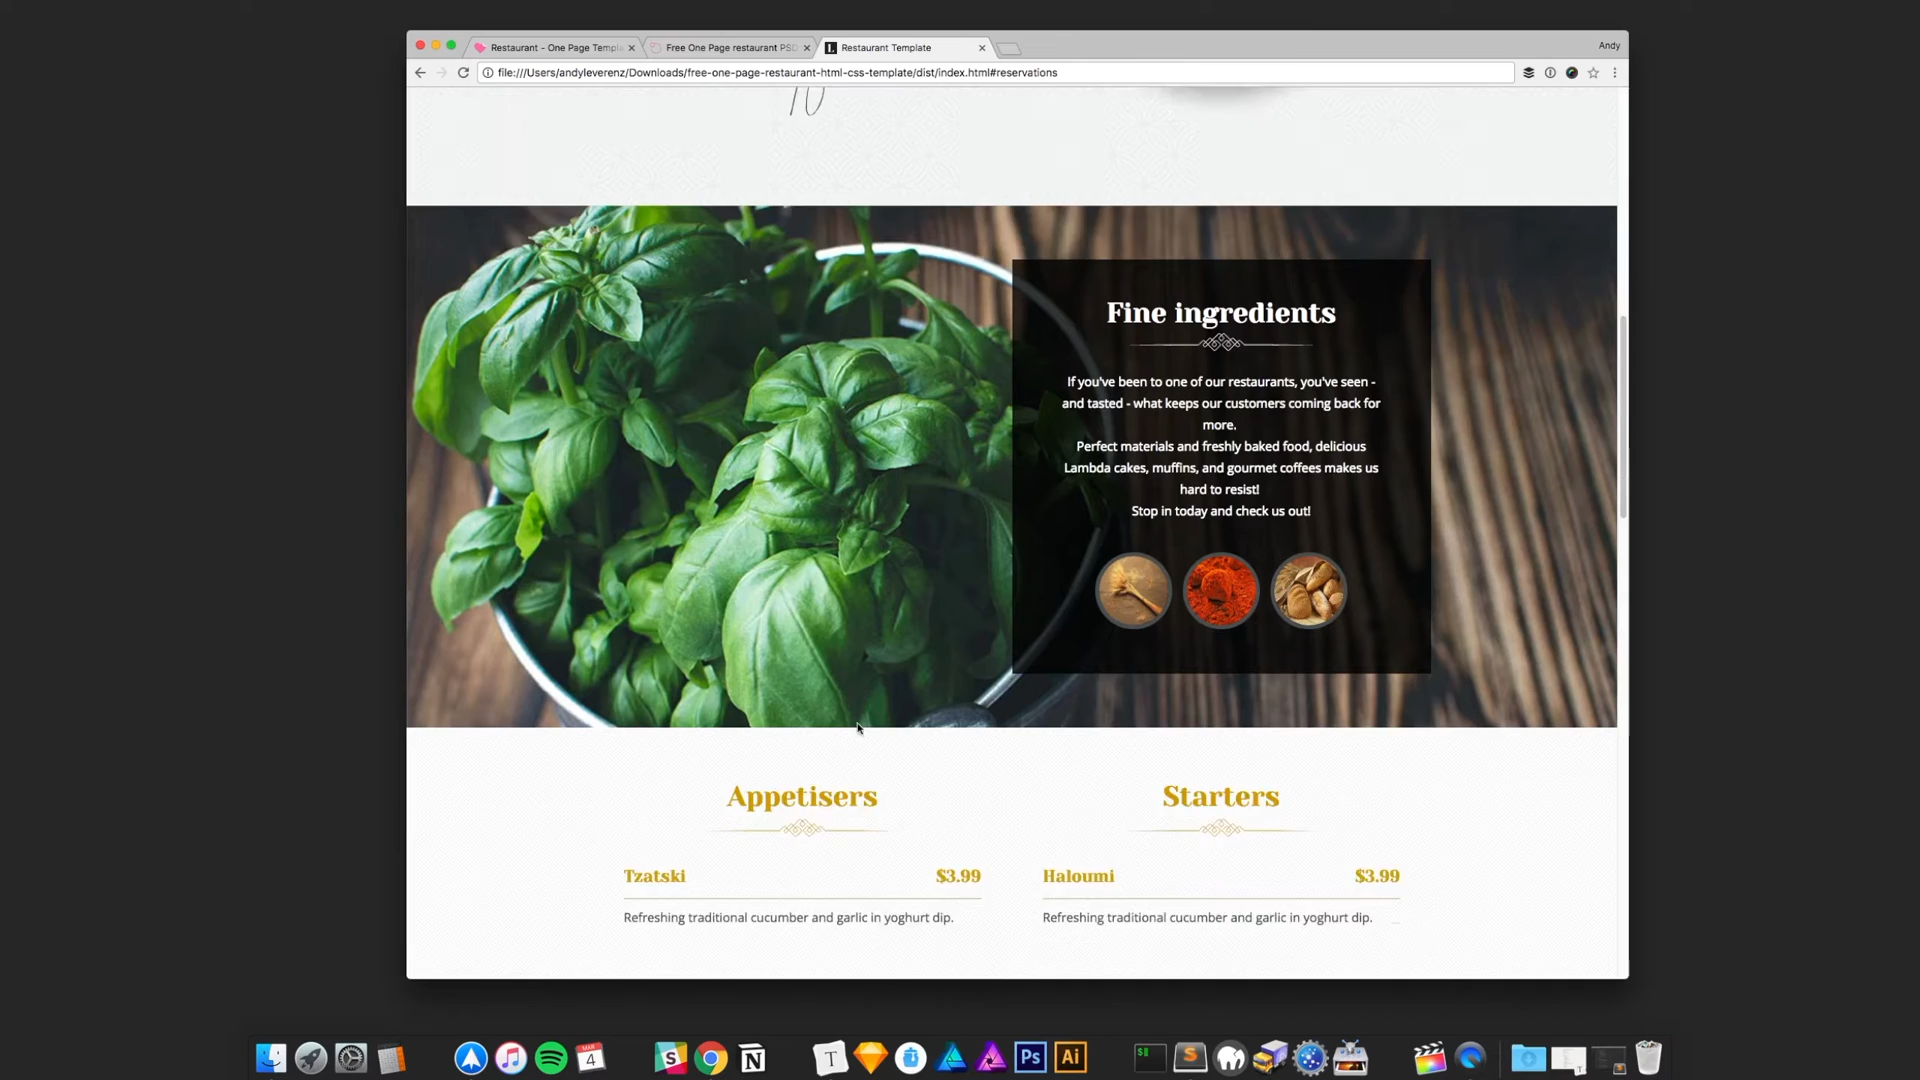 Restaurant - One Page Templ
Free One Page restaurant PSD
L Restaurant Template
Andy
file:///Users/andyleverenz/Downloads/free-one-page-restaurant-html-css-template/dist/index.html#reservations
Fine ingredients
If you've been to one of our restaurants, you've seen -
and tasted - what keeps our customers coming back for
more.
Perfect materials and freshly baked food, delicious
Lambda cakes, muffins, and gourmet coffees makes us
hard to resist!
Stop in today and check us out!
Appetisers
Starters
Tzatski $3.99
Haloumi $3.99
Refreshing traditional cucumber and garlic in yoghurt dip.
Refreshing traditional cucumber and garlic in yoghurt dip.
MAR
4
S
N
T
Ps
Ai
$
S